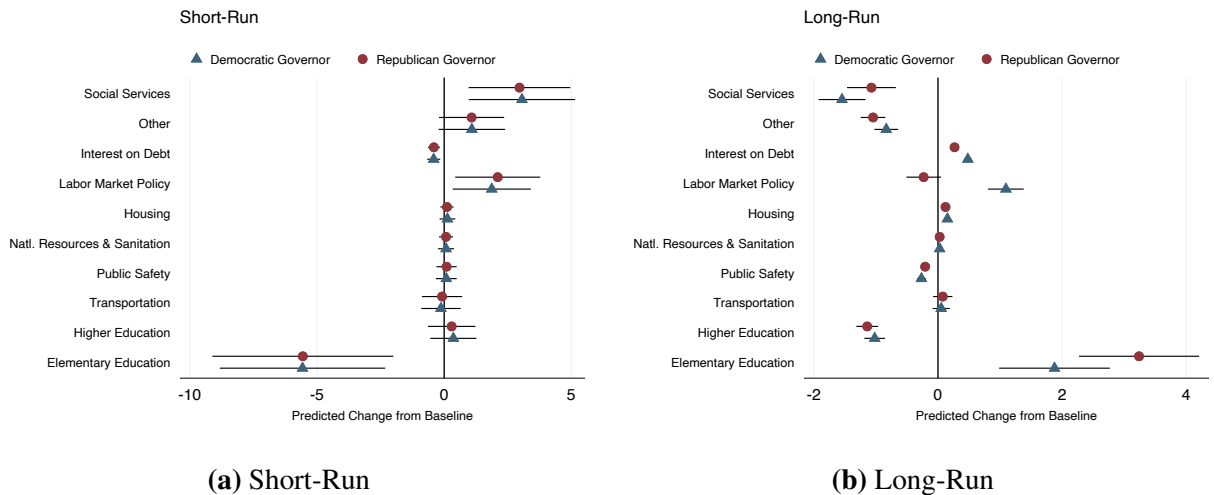 Short-Run
Democratic Governor Republican Governor
Social Services
Other
Interest on Debt
Labor Market Policy
Housing
Natl. Resources & Sanitation
Public Safety
Transportation
Higher Education
Elementary Education
-10 -5 0 5
Predicted Change from Baseline
(a) Short-Run
Long-Run
Democratic Governor Republican Governor
Social Services
Other
Interest on Debt
Labor Market Policy
Housing
Natl. Resources & Sanitation
Public Safety
Transportation
Higher Education
Elementary Education
-2 0 2 4
Predicted Change from Baseline
(b) Long-Run